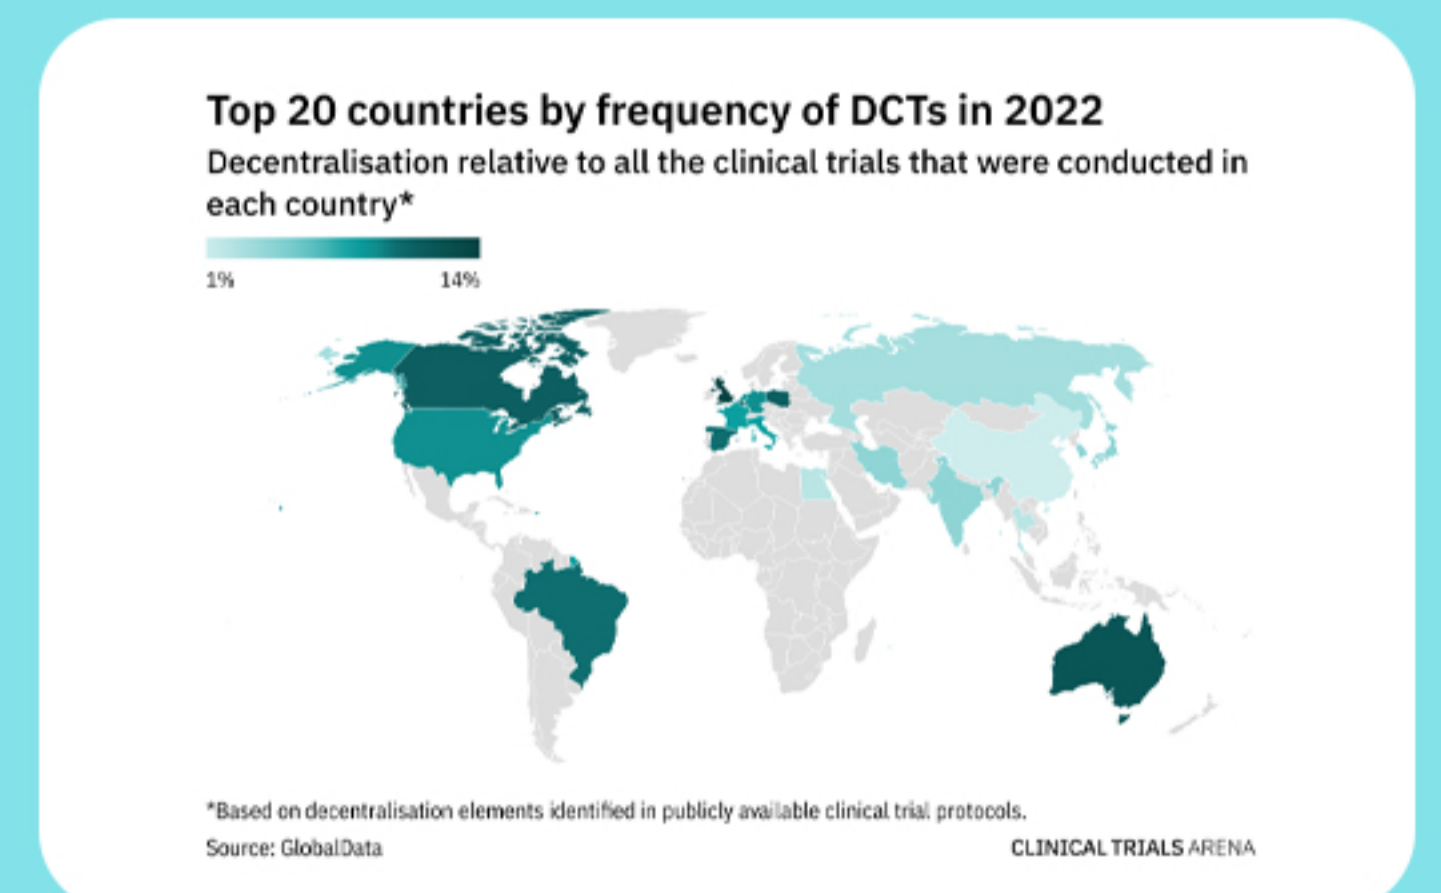 Top 20 countries by frequency of DCTs in 2022
Decentralisation relative to all the clinical trials that were conducted in
each country*
1% 14%
*Based on decentralisation elements identified in publicly available clinical trial protocols.
Source: GlobalData CLINICAL TRIALS ARENA